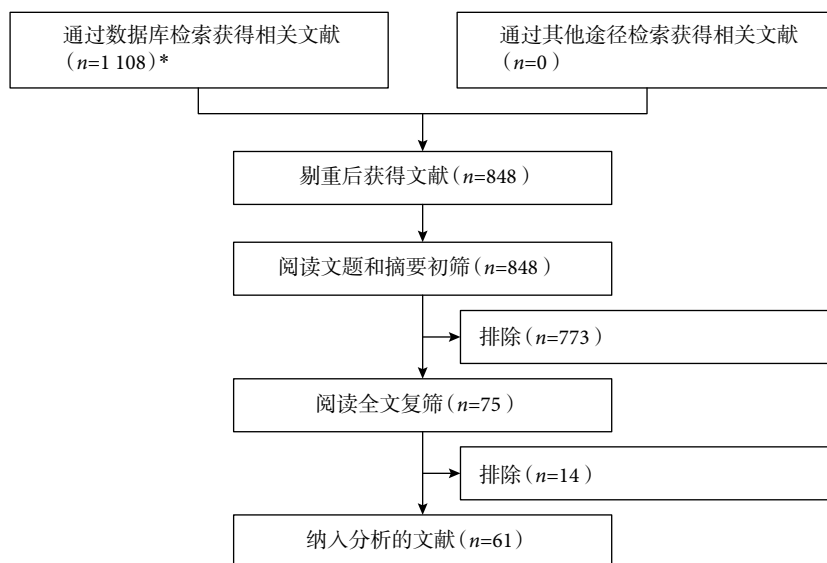 通过数据库检索获得相关文献
(n=1 108)*
通过其他途径检索获得相关文献
(n=0)
剔重后获得文献(n=848)
阅读文题和摘要初筛(n=848)
排除(n=773)
阅读全文复筛(n=75)
排除(n=14)
纳入分析的文献(n=61)